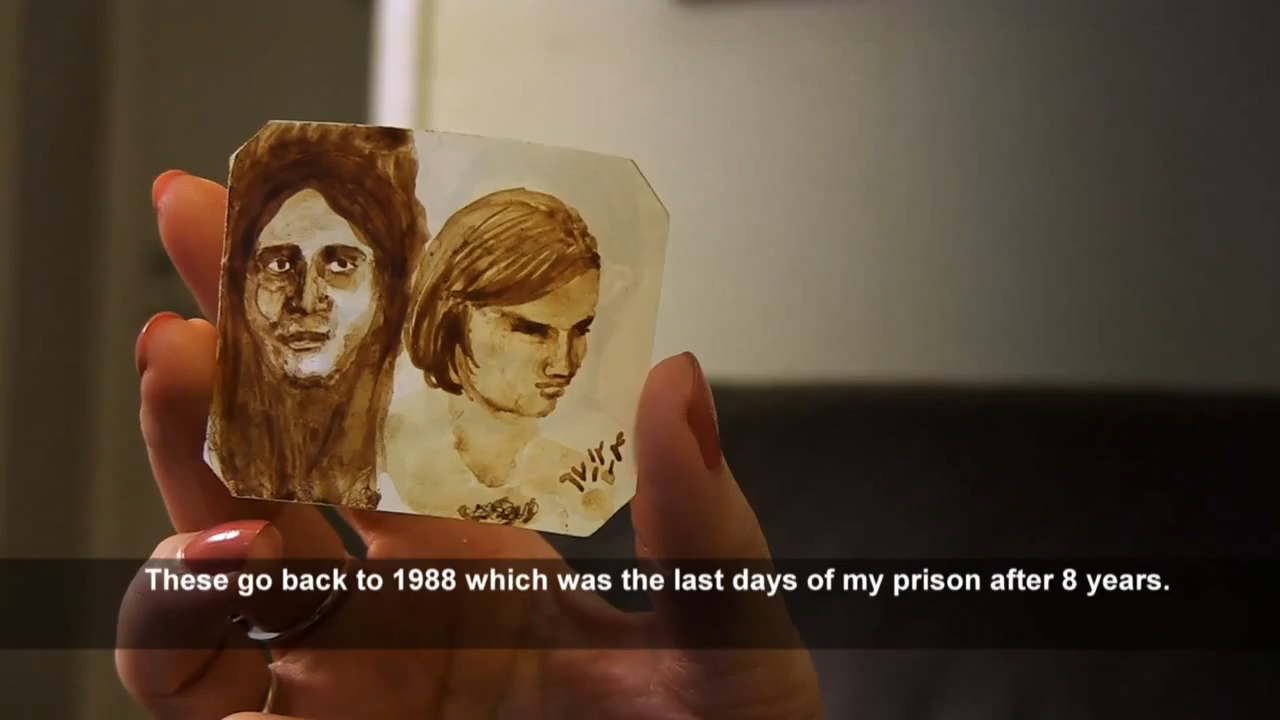 These go back to 1988 which was the last days of my prison after 8 years.